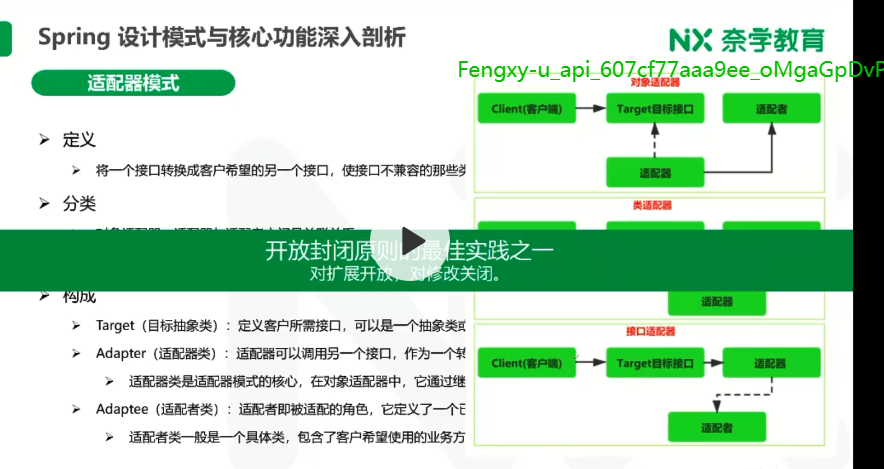 Spring 设计模式与核心功能深入剖析
NX 奈学教育
Fengxy-u_api_607cf77aaa9ee_oMgaGpDvP
适配器模式
定义
将一个接口转换成客户希望的另一个接口，使接口不兼容的那些类
分类
开放封闭原则的最佳实践之一
对扩展开放，对修改关闭。
构成
Target（目标抽象类）：定义客户所需接口，可以是一个抽象类或
Adapter（适配器类）：适配器可以调用另一个接口，作为一个转
适配器类是适配器模式的核心，在对象适配器中，它通过继
Adaptee（适配者类）：适配者即被适配的角色，它定义了一个已
适配者类一般是一个具体类，包含了客户希望使用的业务方
对象适配器
Client(客户端)
Target目标接口
适配者
适配器
类适配器
适配器
接口适配器
Client(客户端)
Target目标接口
适配器
适配者